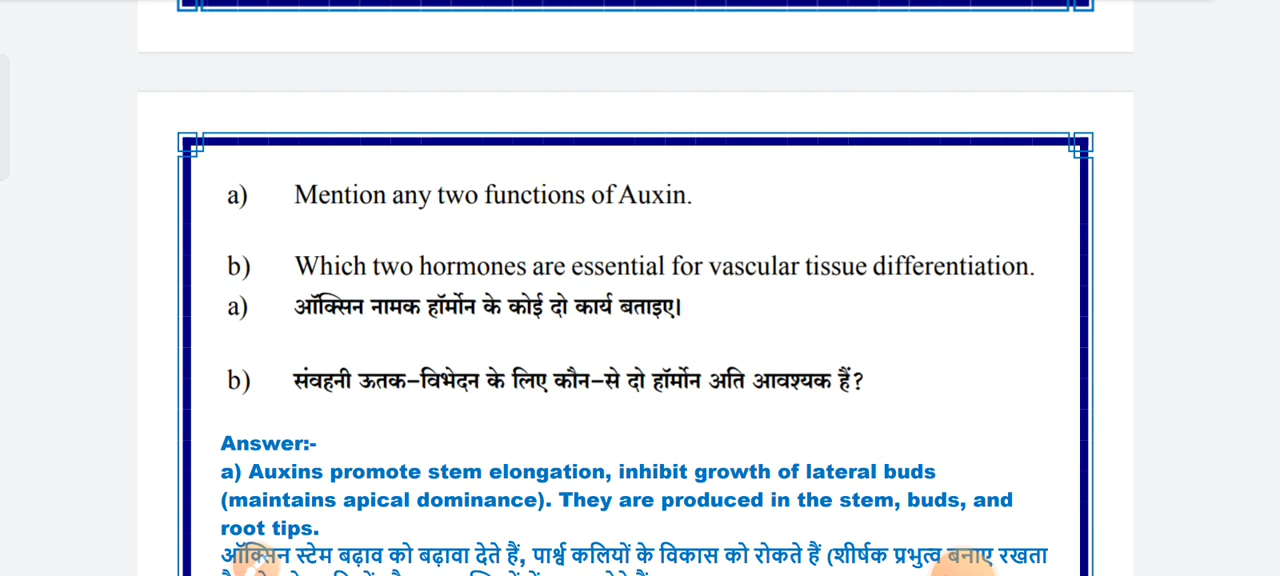 a) Mention any two functions of Auxin.
b) Which two hormones are essential for vascular tissue differentiation.
a) ऑक्सिन नामक हॉर्मोन के कोई दो कार्य बताइए।
b) संवहनी ऊतक-विभेदन के लिए कौन-से दो हॉर्मोन अति आवश्यक हैं?
Answer:-
a) Auxins promote stem elongation, inhibit growth of lateral buds
(maintains apical dominance). They are produced in the stem, buds, and
root tips.
ऑक्सिन स्टेम बढ़ाव को बढ़ावा देते हैं, पार्श्व कलियों के विकास को रोकते हैं (शीर्षक प्रभुत्व बनाए रखता